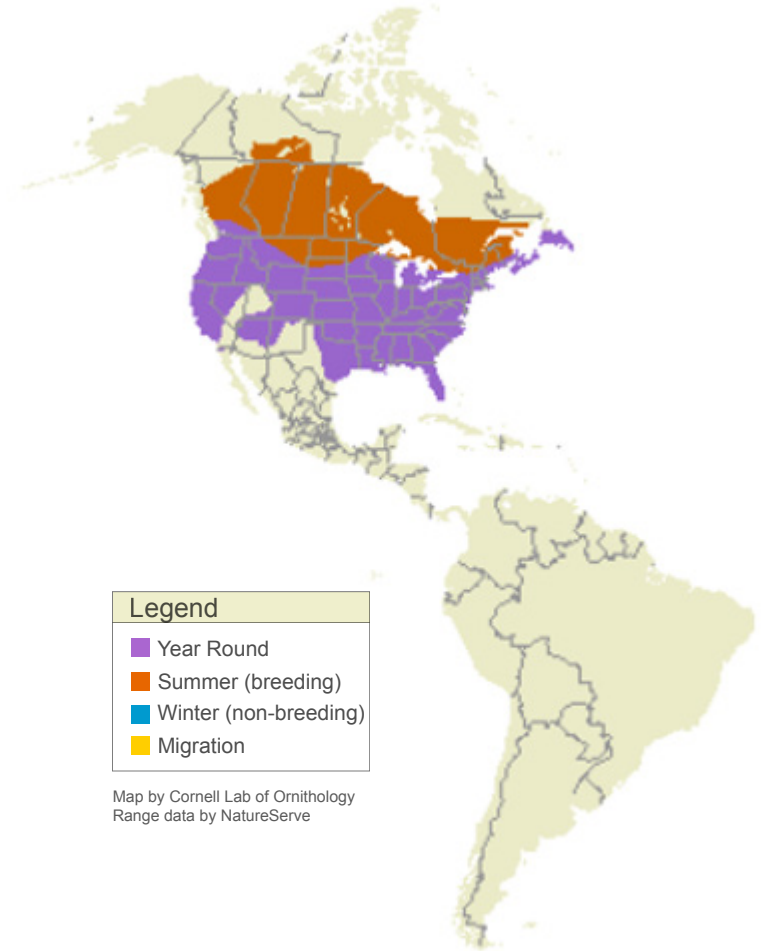 Legend
Year Round
Summer (breeding)
Winter (non-breeding)
Migration
Map by Cornell Lab of Ornithology
Range data by NatureServe